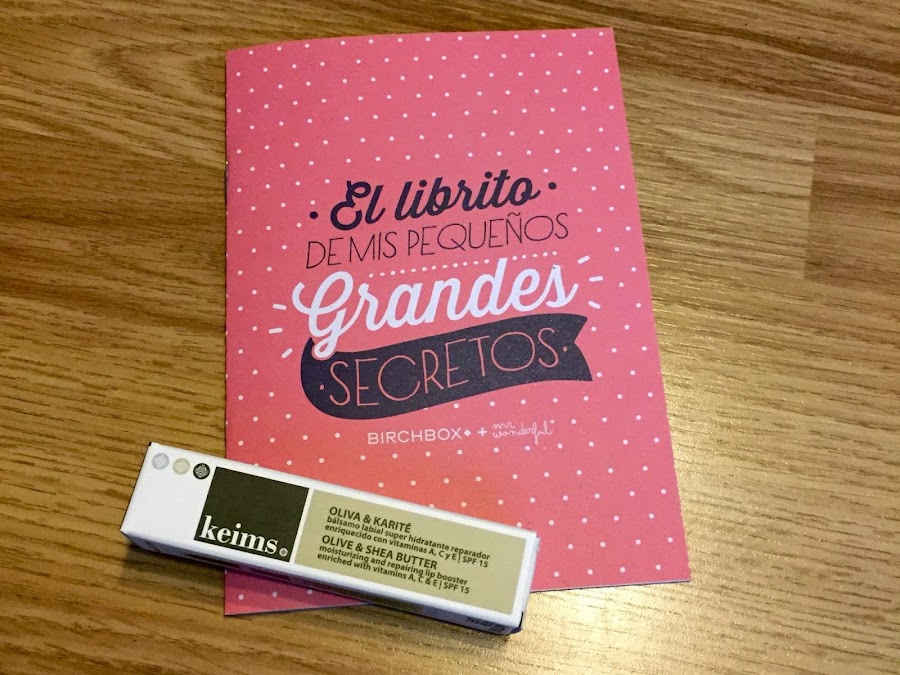 · El librito ·
DE MIS PEQUEÑOS
Grandes
· SECRETOS ·
BIRCHBOX + mr wonderful
keims
OLIVA & KARITÉ
bálsamo labial super hidratante reparador
enriquecido con vitaminas A, C y E | SPF 15
OLIVE & SHEA BUTTER
moisturizing and repairing lip booster
enriched with vitamins A, C & E | SPF 15